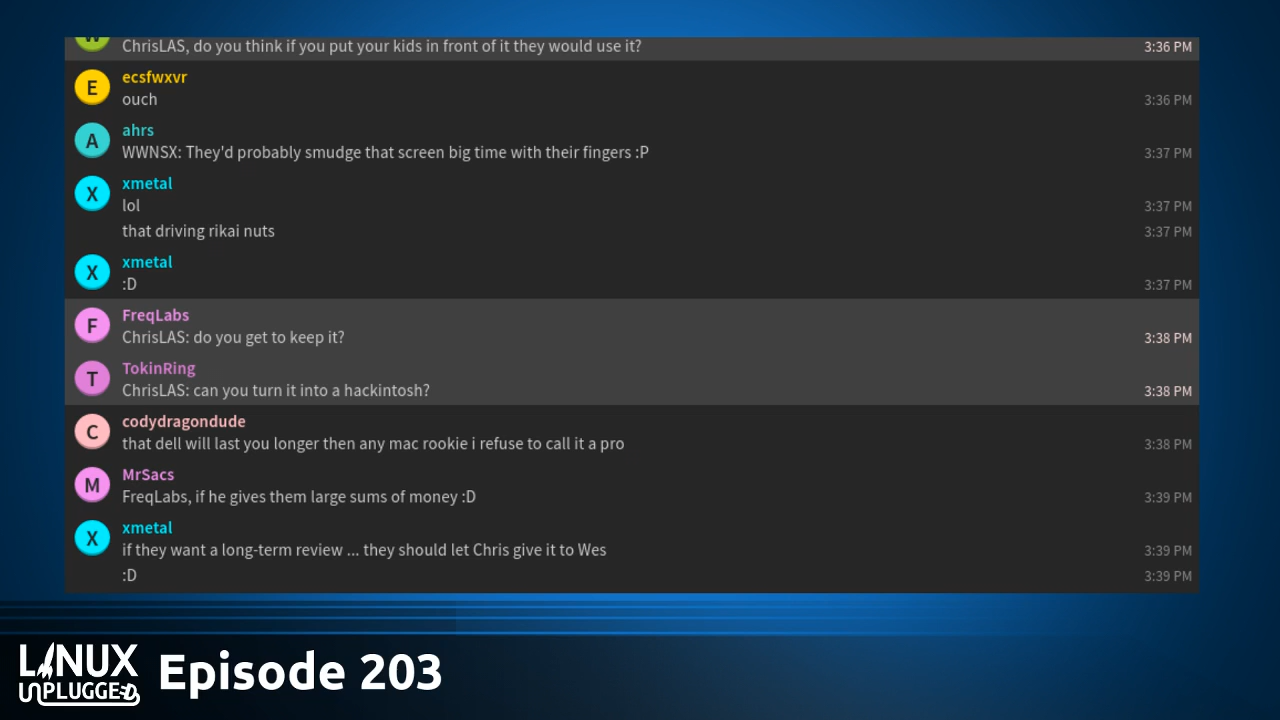 W
ChrisLAS, do you think if you put your kids in front of it they would use it? 3:36 PM
E
ecsfwxvr
ouch 3:36 PM
A
ahrs
WWNSX: They'd probably smudge that screen big time with their fingers :P 3:37 PM
X
xmetal
lol 3:37 PM
that driving rikai nuts 3:37 PM
X
xmetal
:D 3:37 PM
F
FreqLabs
ChrisLAS: do you get to keep it? 3:38 PM
T
TokinRing
ChrisLAS: can you turn it into a hackintosh? 3:38 PM
C
codydragondude
that dell will last you longer then any mac rookie i refuse to call it a pro 3:38 PM
M
MrSacs
FreqLabs, if he gives them large sums of money :D 3:39 PM
X
xmetal
if they want a long-term review ... they should let Chris give it to Wes 3:39 PM
:D 3:39 PM
LINUX
UNPLUGGED
Episode 203